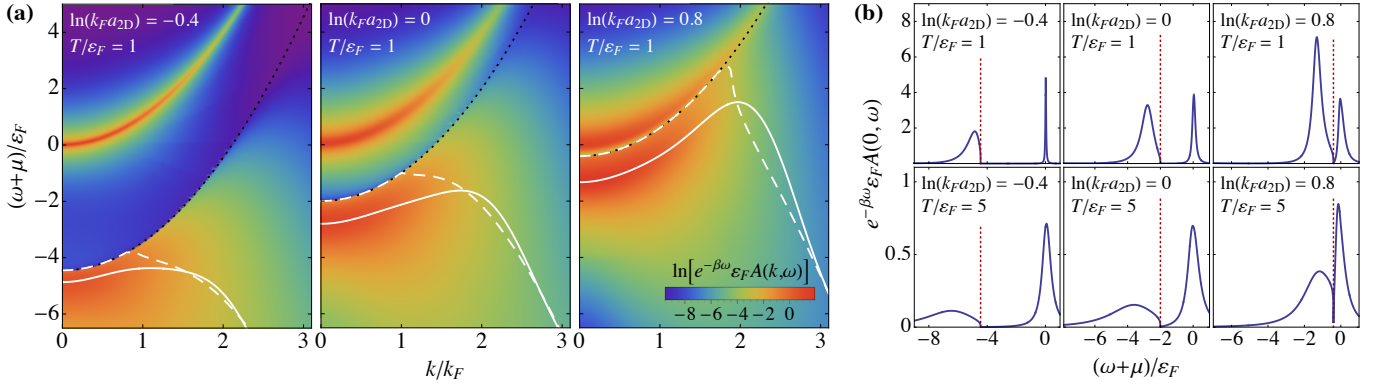 (a)
ln(k_F a_2D) = −0.4
T/ε_F = 1
ln(k_F a_2D) = 0
T/ε_F = 1
ln(k_F a_2D) = 0.8
T/ε_F = 1
(ω+μ)/ε_F
4
2
0
−2
−4
−6
ln[e^{−βω} ε_F A(k,ω)]
−8 −6 −4 −2 0
0 1 2 3
0 1 2 3
0 1 2 3
k/k_F
(b)
e^{−βω} ε_F A(0, ω)
8
6
4
2
ln(k_F a_2D) = −0.4
T/ε_F = 1
ln(k_F a_2D) = 0
T/ε_F = 1
ln(k_F a_2D) = 0.8
T/ε_F = 1
1
0.5
0
ln(k_F a_2D) = −0.4
T/ε_F = 5
ln(k_F a_2D) = 0
T/ε_F = 5
ln(k_F a_2D) = 0.8
T/ε_F = 5
−8 −4 0
−8 −6 −4 −2 0
−8 −6 −4 −2 0
(ω+μ)/ε_F